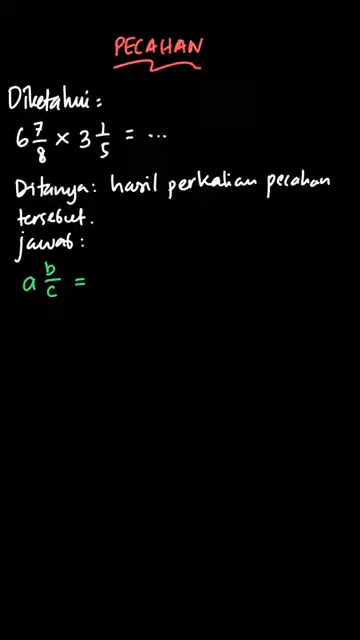 PECAHAN
Diketahui:
6 7/8 × 3 1/5 = ...
Ditanya: hasil perkalian pecahan
tersebut.
jawab:
a b/c =